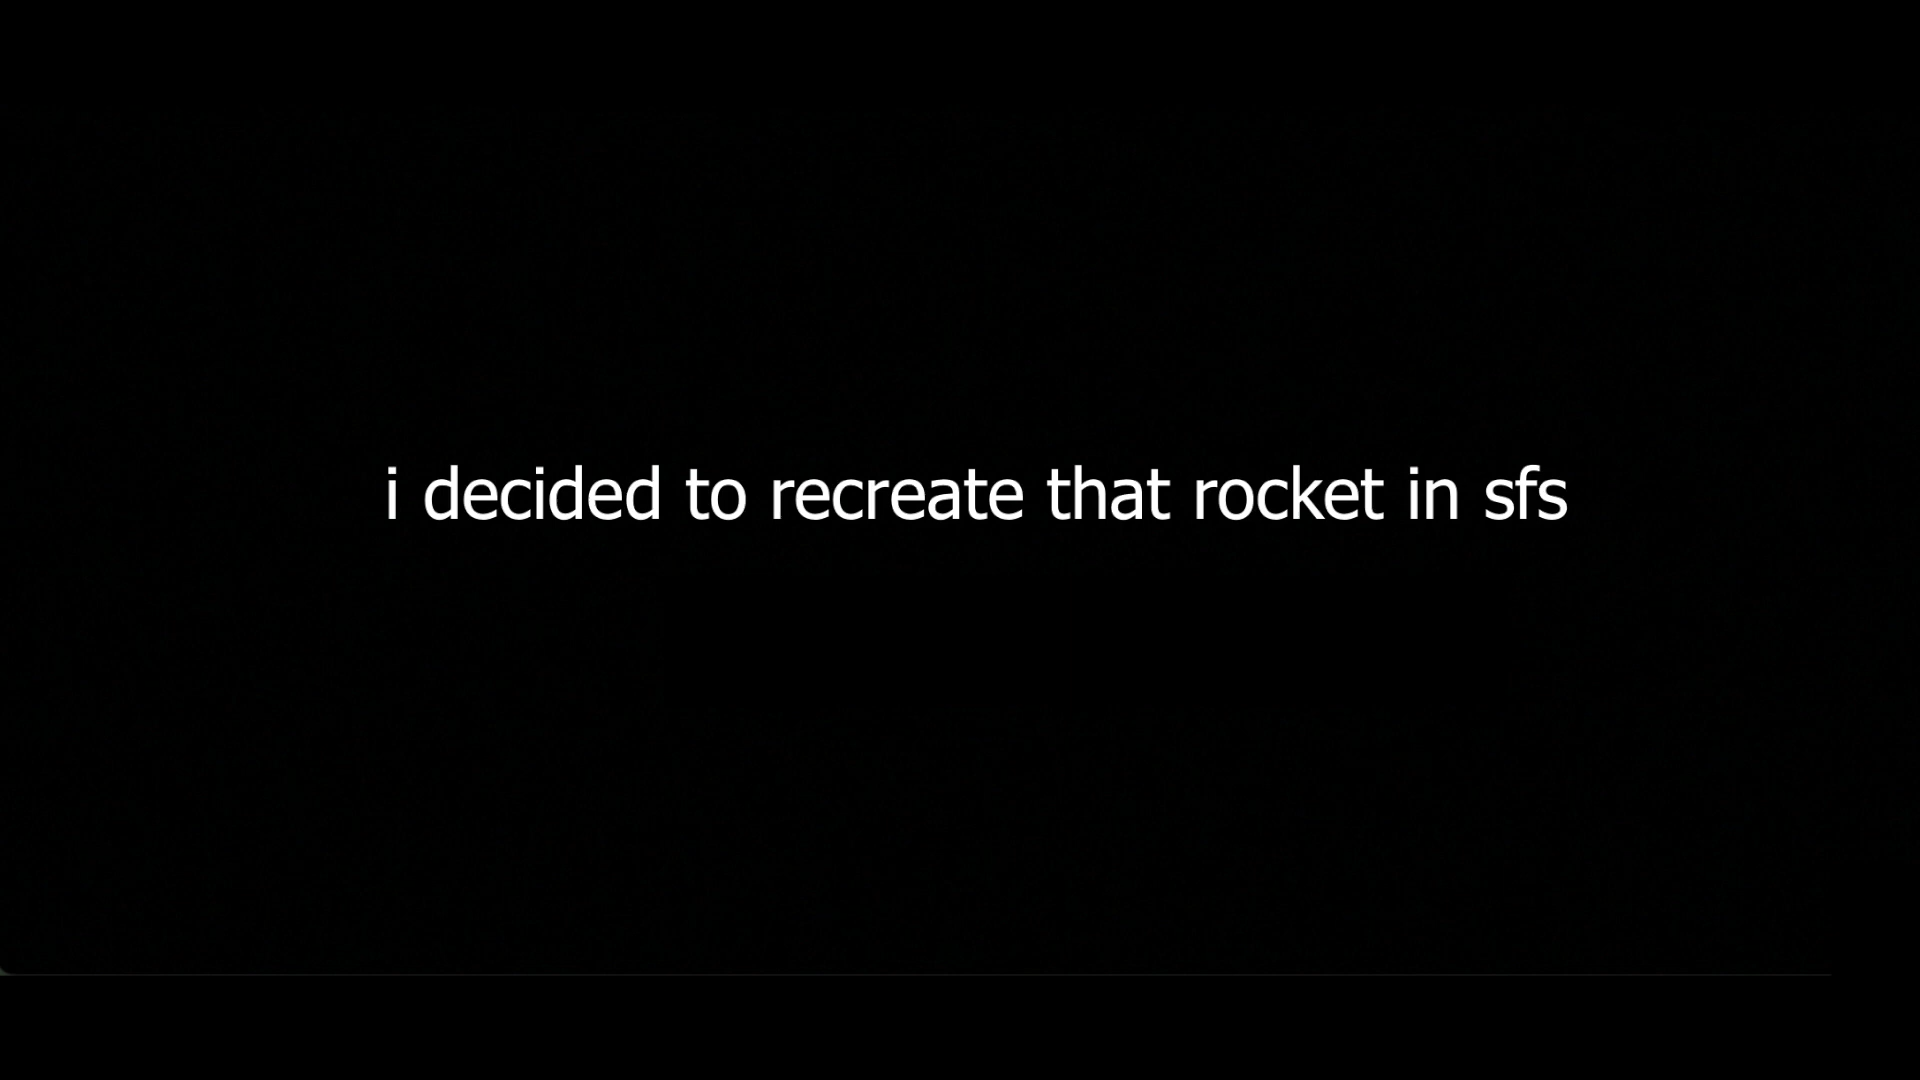 i decided to recreate that rocket in sfs